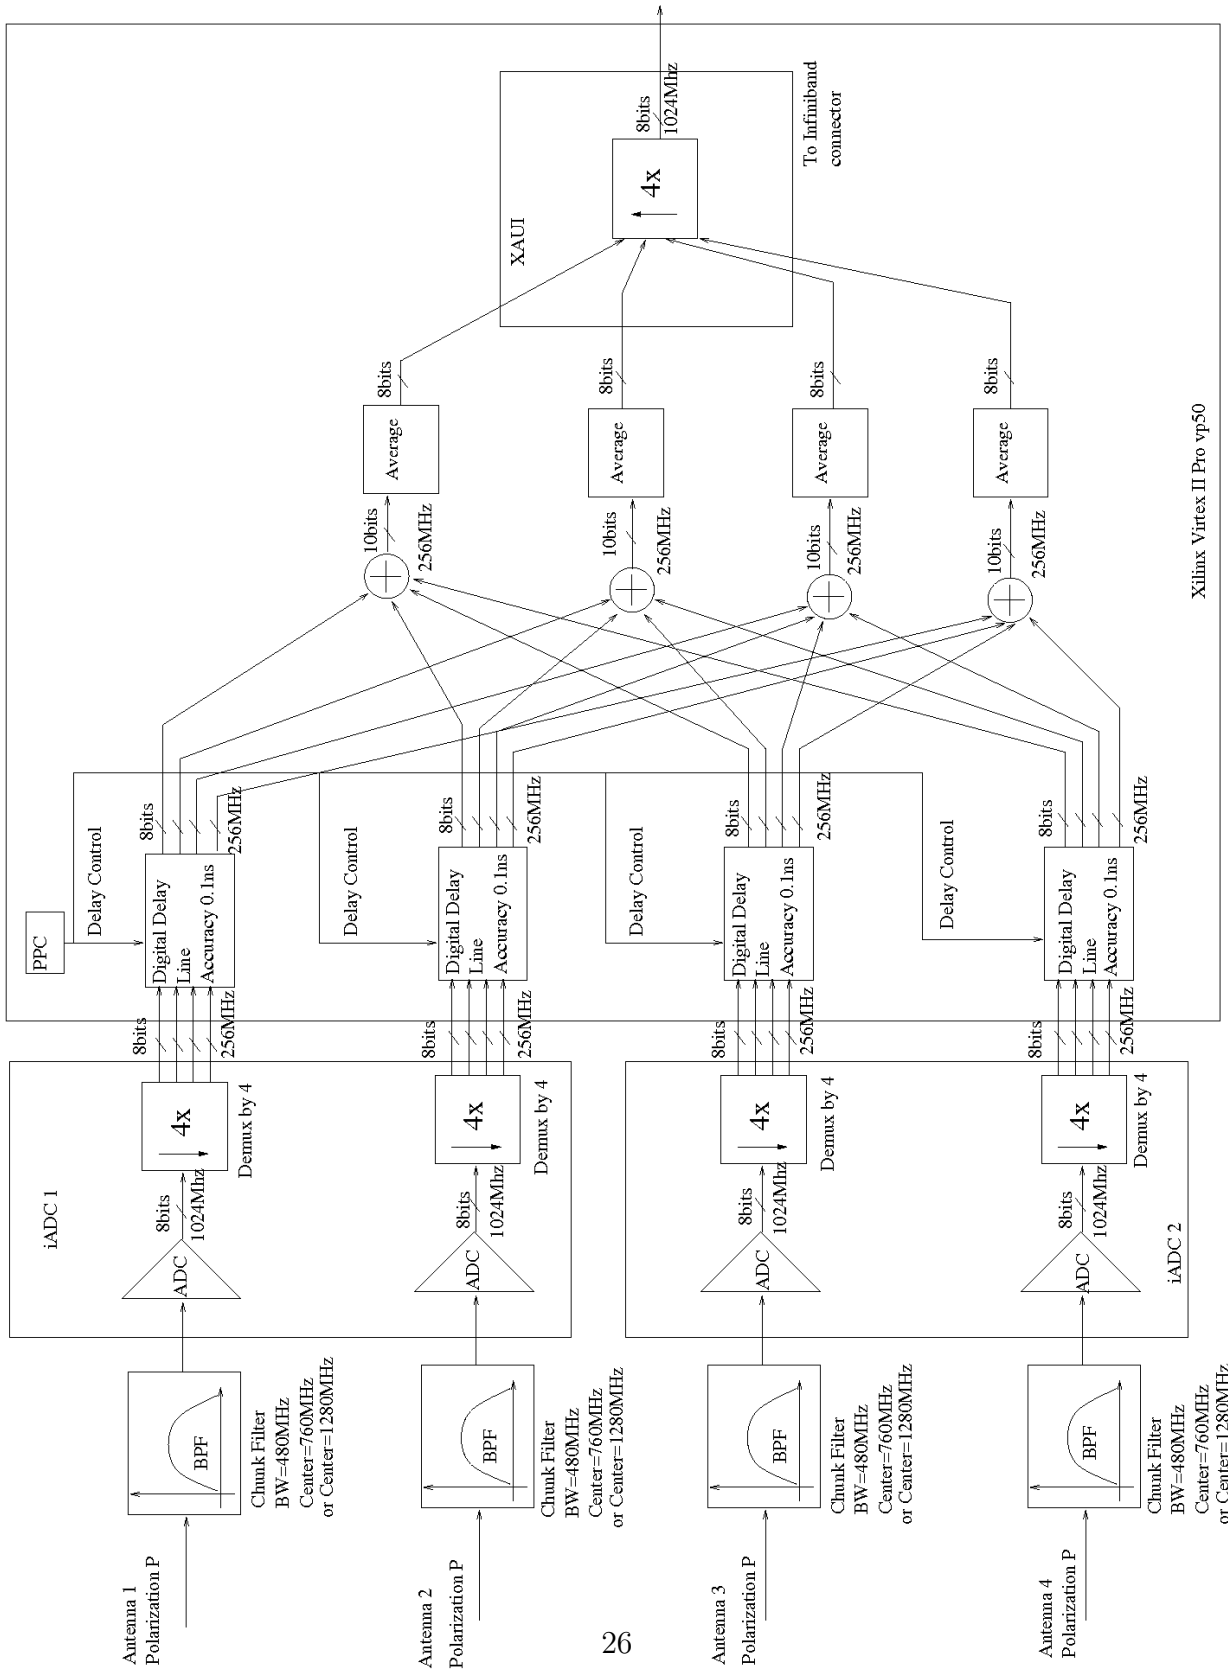 Antenna 1
Polarization P
BPF
Chunk Filter
BW=480MHz
Center=760MHz
or Center=1280MHz
iADC 1
ADC
8bits
1024Mhz
4x
Demux by 4
8bits
256MHz
PPC
Delay Control
Digital Delay
Line
Accuracy 0.1ns
8bits
256MHz
10bits
256MHz
Average
8bits
Antenna 2
Polarization P
BPF
Chunk Filter
BW=480MHz
Center=760MHz
or Center=1280MHz
ADC
8bits
1024Mhz
4x
Demux by 4
8bits
256MHz
Delay Control
Digital Delay
Line
Accuracy 0.1ns
8bits
256MHz
10bits
256MHz
Average
8bits
XAUI
4x
8bits
1024Mhz
To Infiniband
connector
Antenna 3
Polarization P
BPF
Chunk Filter
BW=480MHz
Center=760MHz
or Center=1280MHz
ADC
8bits
1024Mhz
4x
Demux by 4
8bits
256MHz
Delay Control
Digital Delay
Line
Accuracy 0.1ns
8bits
256MHz
10bits
256MHz
Average
8bits
Antenna 4
Polarization P
BPF
Chunk Filter
BW=480MHz
Center=760MHz
or Center=1280MHz
iADC 2
ADC
8bits
1024Mhz
4x
Demux by 4
8bits
256MHz
Delay Control
Digital Delay
Line
Accuracy 0.1ns
8bits
256MHz
10bits
256MHz
Average
8bits
Xilinx Virtex II Pro vp50
26